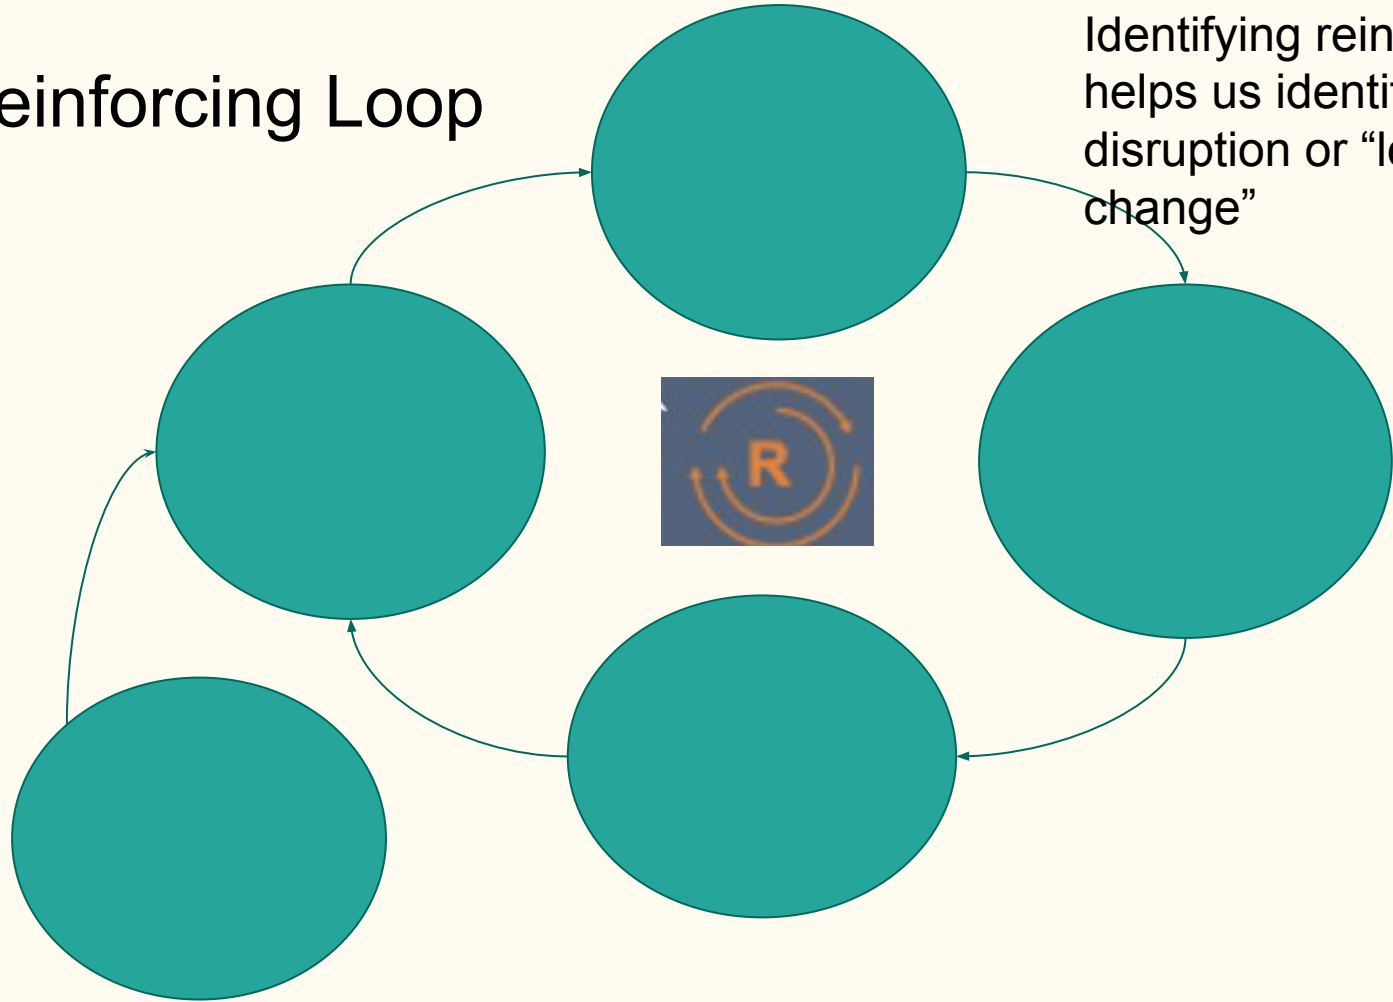 einforcing Loop
Identifying rein
helps us identi
disruption or “l
change”
R